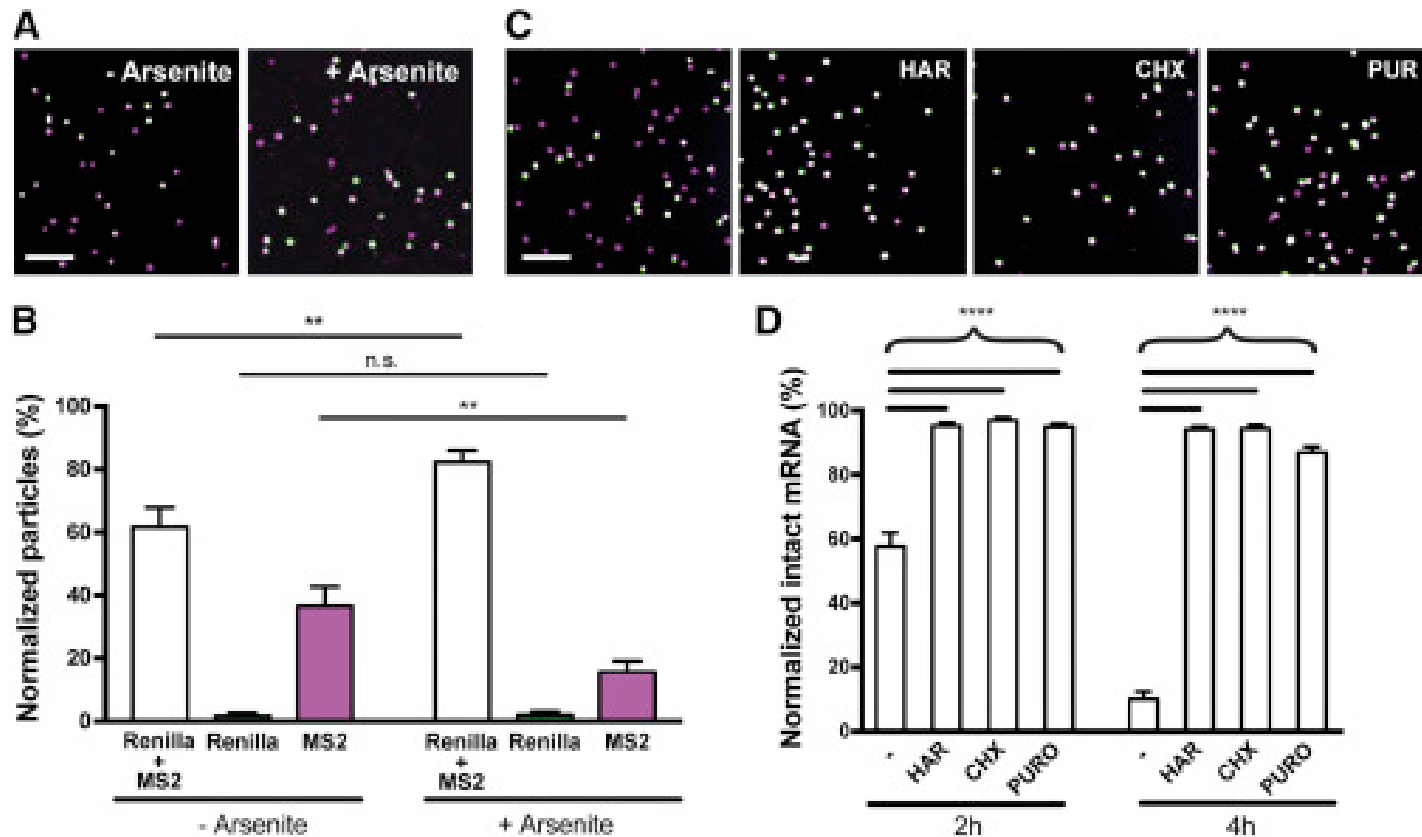 A
- Arsenite
+ Arsenite
C
HAR
CHX
PUR
B
**
n.s.
**
Normalized particles (%)
100
80
60
40
20
0
Renilla + MS2
Renilla
MS2
Renilla + MS2
Renilla
MS2
- Arsenite
+ Arsenite
D
****
****
Normalized intact mRNA (%)
100
80
60
40
20
0
-
HAR
CHX
PURO
-
HAR
CHX
PURO
2h
4h